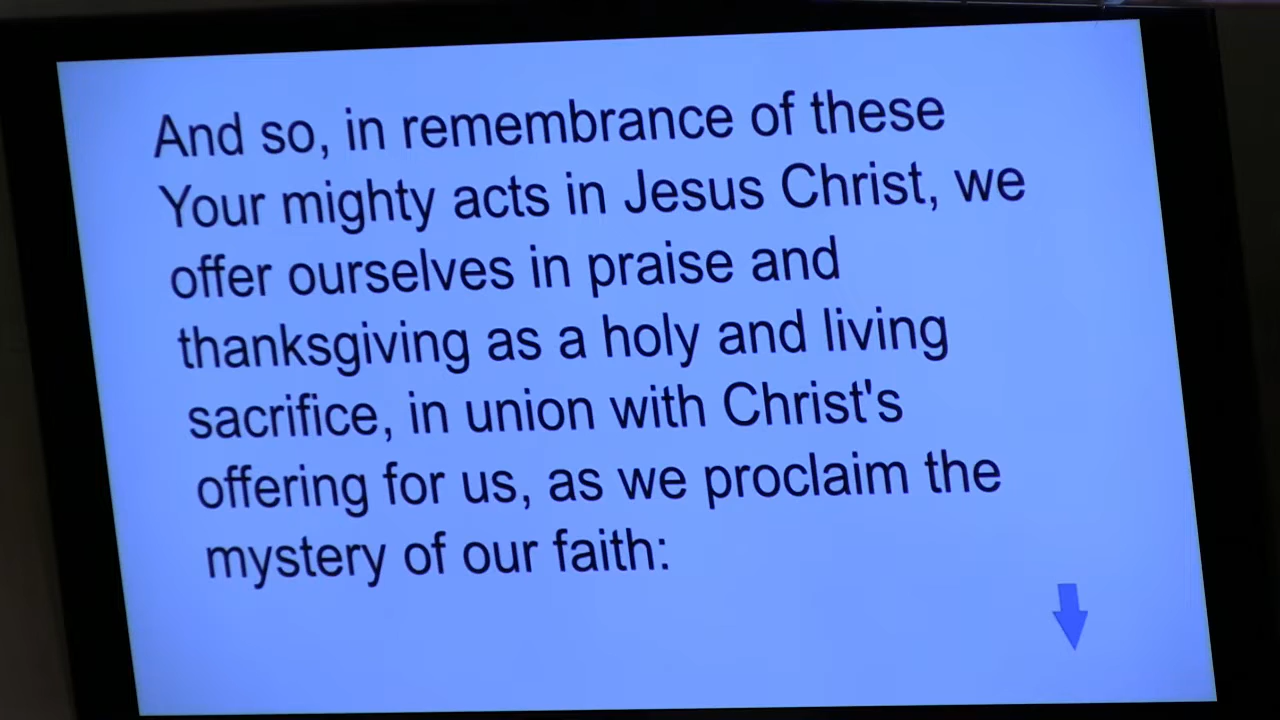 And so, in remembrance of these
Your mighty acts in Jesus Christ, we
offer ourselves in praise and
thanksgiving as a holy and living
sacrifice, in union with Christ's
offering for us, as we proclaim the
mystery of our faith: